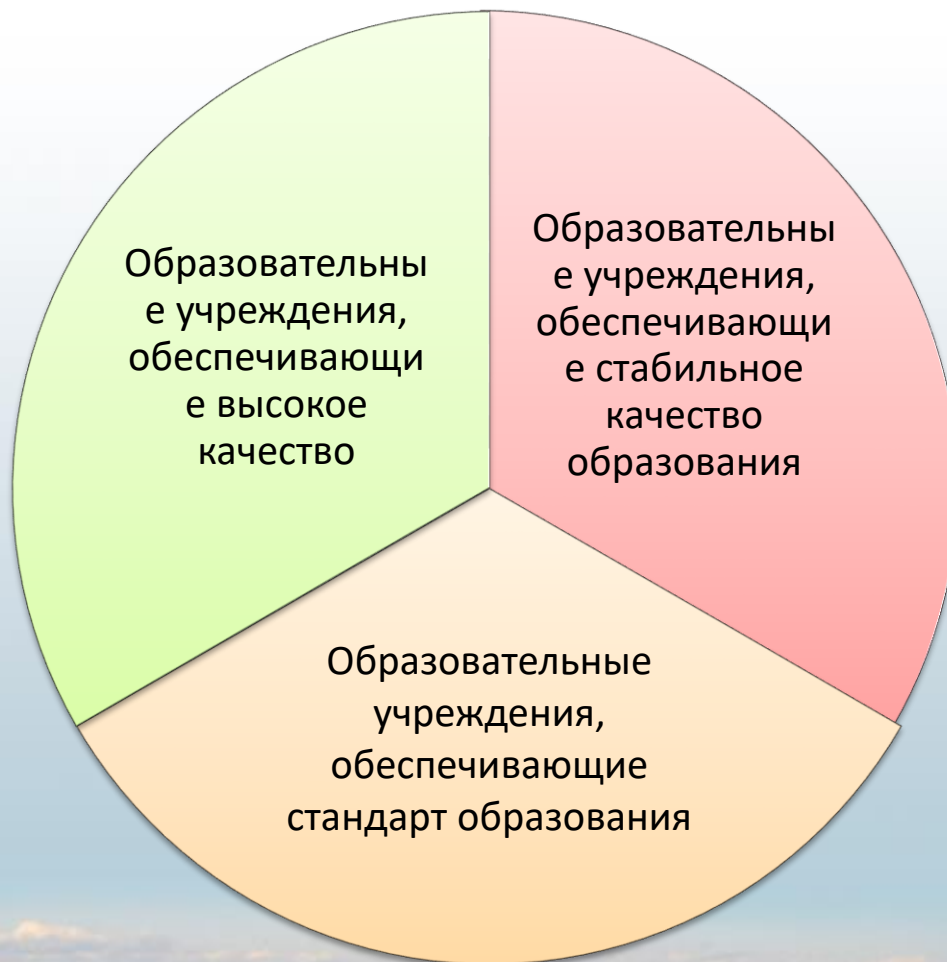 Образовательны
е учреждения,
обеспечивающи
е высокое
качество
Образовательны
е учреждения,
обеспечивающи
е стабильное
качество
образования
Образовательные
учреждения,
обеспечивающие
стандарт образования